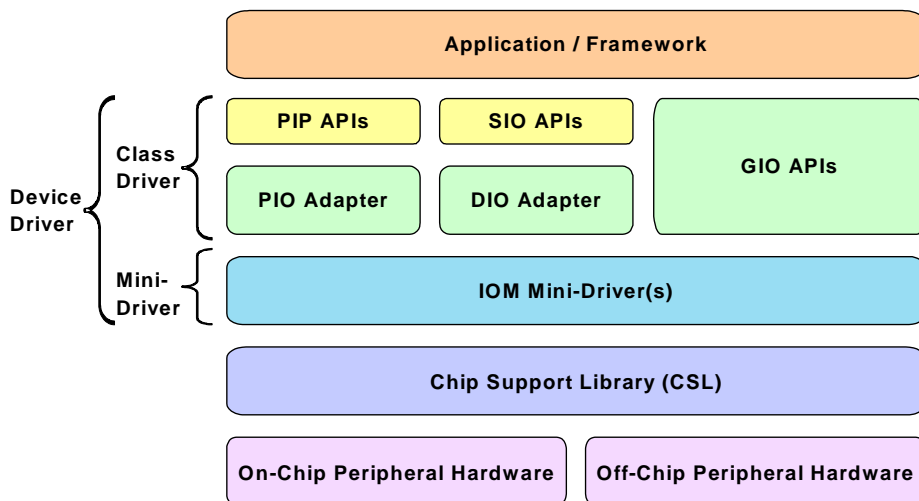 Application / Framework
PIP APIs
SIO APIs
GIO APIs
Class
Driver
PIO Adapter
DIO Adapter
Device
Driver
Mini-
Driver
IOM Mini-Driver(s)
Chip Support Library (CSL)
On-Chip Peripheral Hardware
Off-Chip Peripheral Hardware